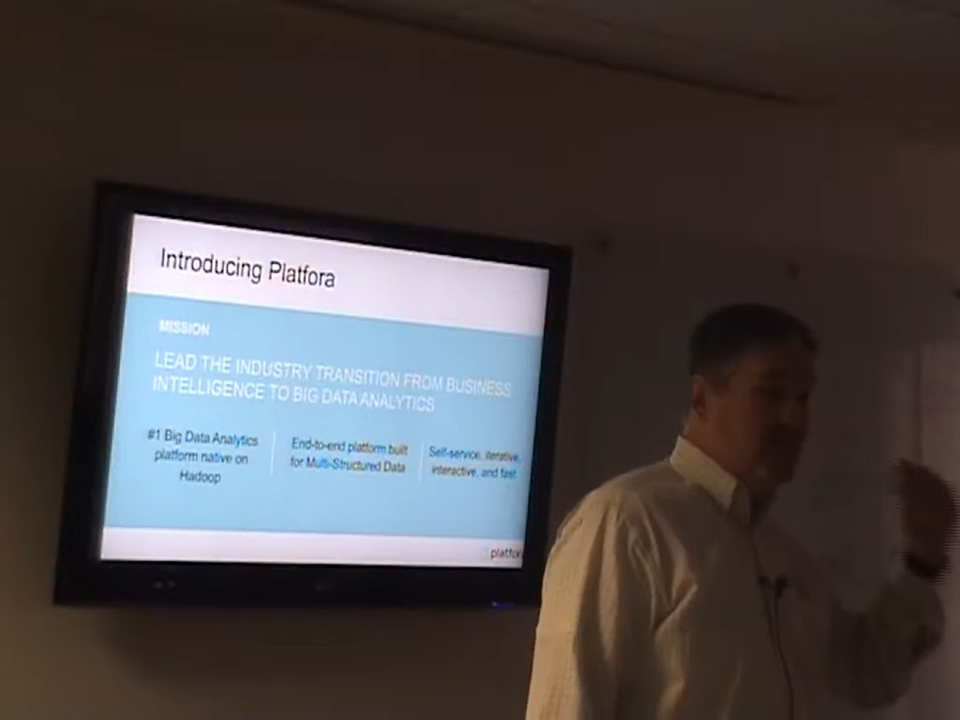 Introducing Platfora
MISSION
LEAD THE INDUSTRY TRANSITION FROM BUSINESS
INTELLIGENCE TO BIG DATA ANALYTICS
#1 Big Data Analytics
platform native on
Hadoop
End-to-end platform built
for Multi-Structured Data
Self-service, iterative,
interactive, and fast
platfor